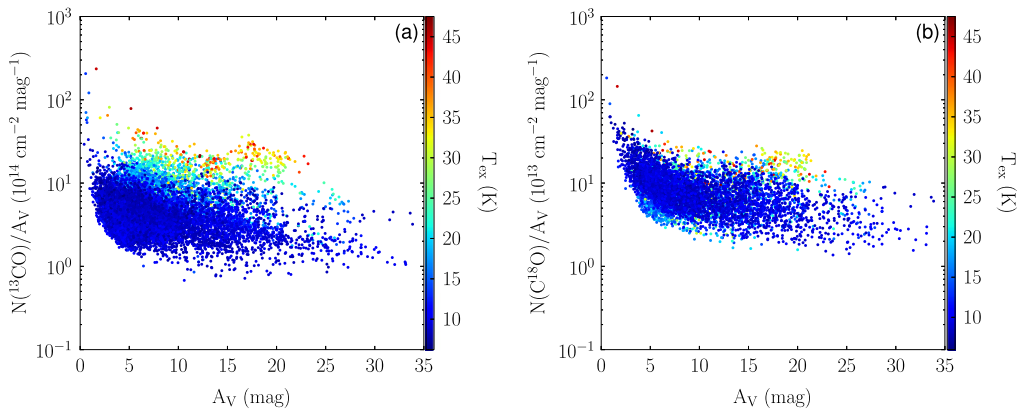 (a)
10³
10²
10¹
10⁰
10⁻¹
N(¹³CO)/A_V (10¹⁴ cm⁻² mag⁻¹)
0 5 10 15 20 25 30 35
A_V (mag)
45
40
35
30
25
20
15
10
T_ex (K)
(b)
10³
10²
10¹
10⁰
10⁻¹
N(C¹⁸O)/A_V (10¹³ cm⁻² mag⁻¹)
0 5 10 15 20 25 30 35
A_V (mag)
45
40
35
30
25
20
15
10
T_ex (K)